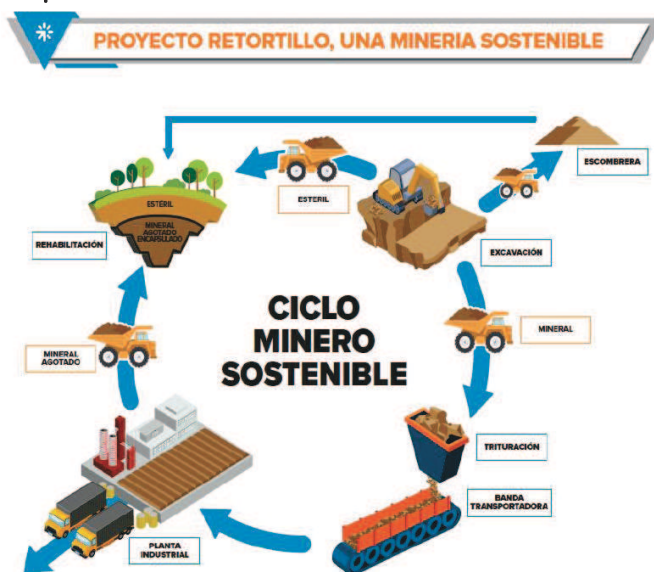 PROYECTO RETORTILLO, UNA MINERIA SOSTENIBLE
ESCOMBRERA
ESTERIL
ESTÉRIL
MINERAL
AGOTADO
ENCAPSULADO
REHABILITACIÓN
EXCAVACIÓN
CICLO
MINERO
SOSTENIBLE
MINERAL
MINERAL
AGOTADO
TRITURACIÓN
BANDA
TRANSPORTADORA
PLANTA
INDUSTRIAL